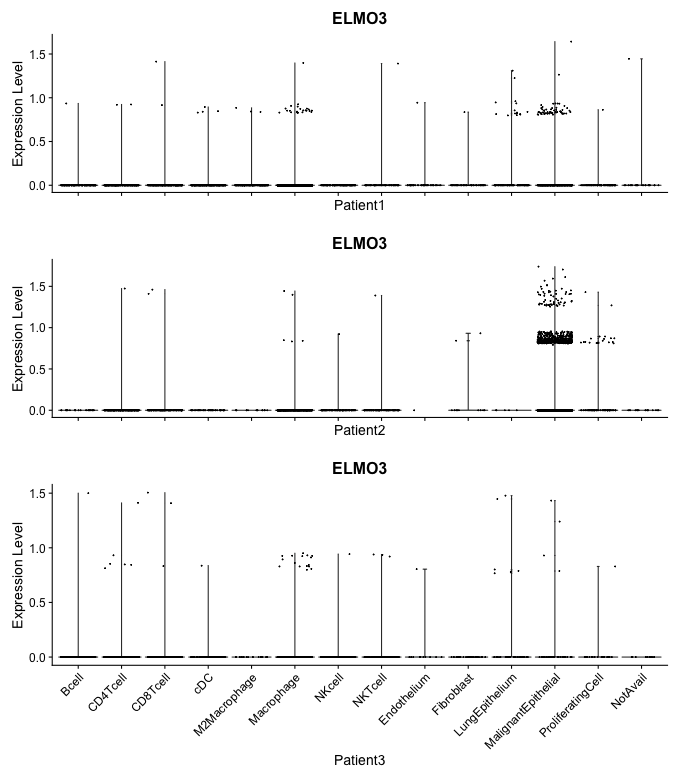 ELMO3
Expression Level
1.5
1.0
0.5
0.0
Patient1
ELMO3
Expression Level
1.5
1.0
0.5
0.0
Patient2
ELMO3
Expression Level
1.5
1.0
0.5
0.0
Bcell
CD4Tcell
CD8Tcell
cDC
M2Macrophage
Macrophage
NKcell
NKTcell
Endothelium
Fibroblast
LungEpithelium
MalignantEpithelial
ProliferatingCell
NotAvail
Patient3